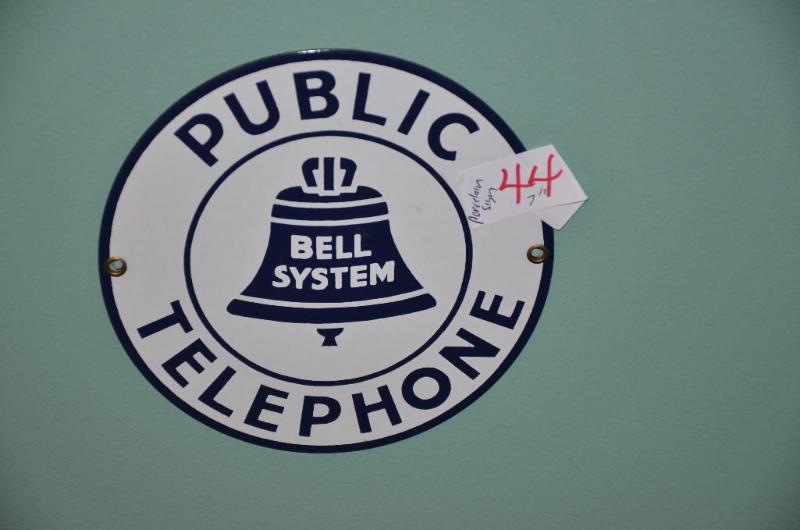 PUBLIC
BELL
SYSTEM
TELEPHONE
Porcelain
Sign
44